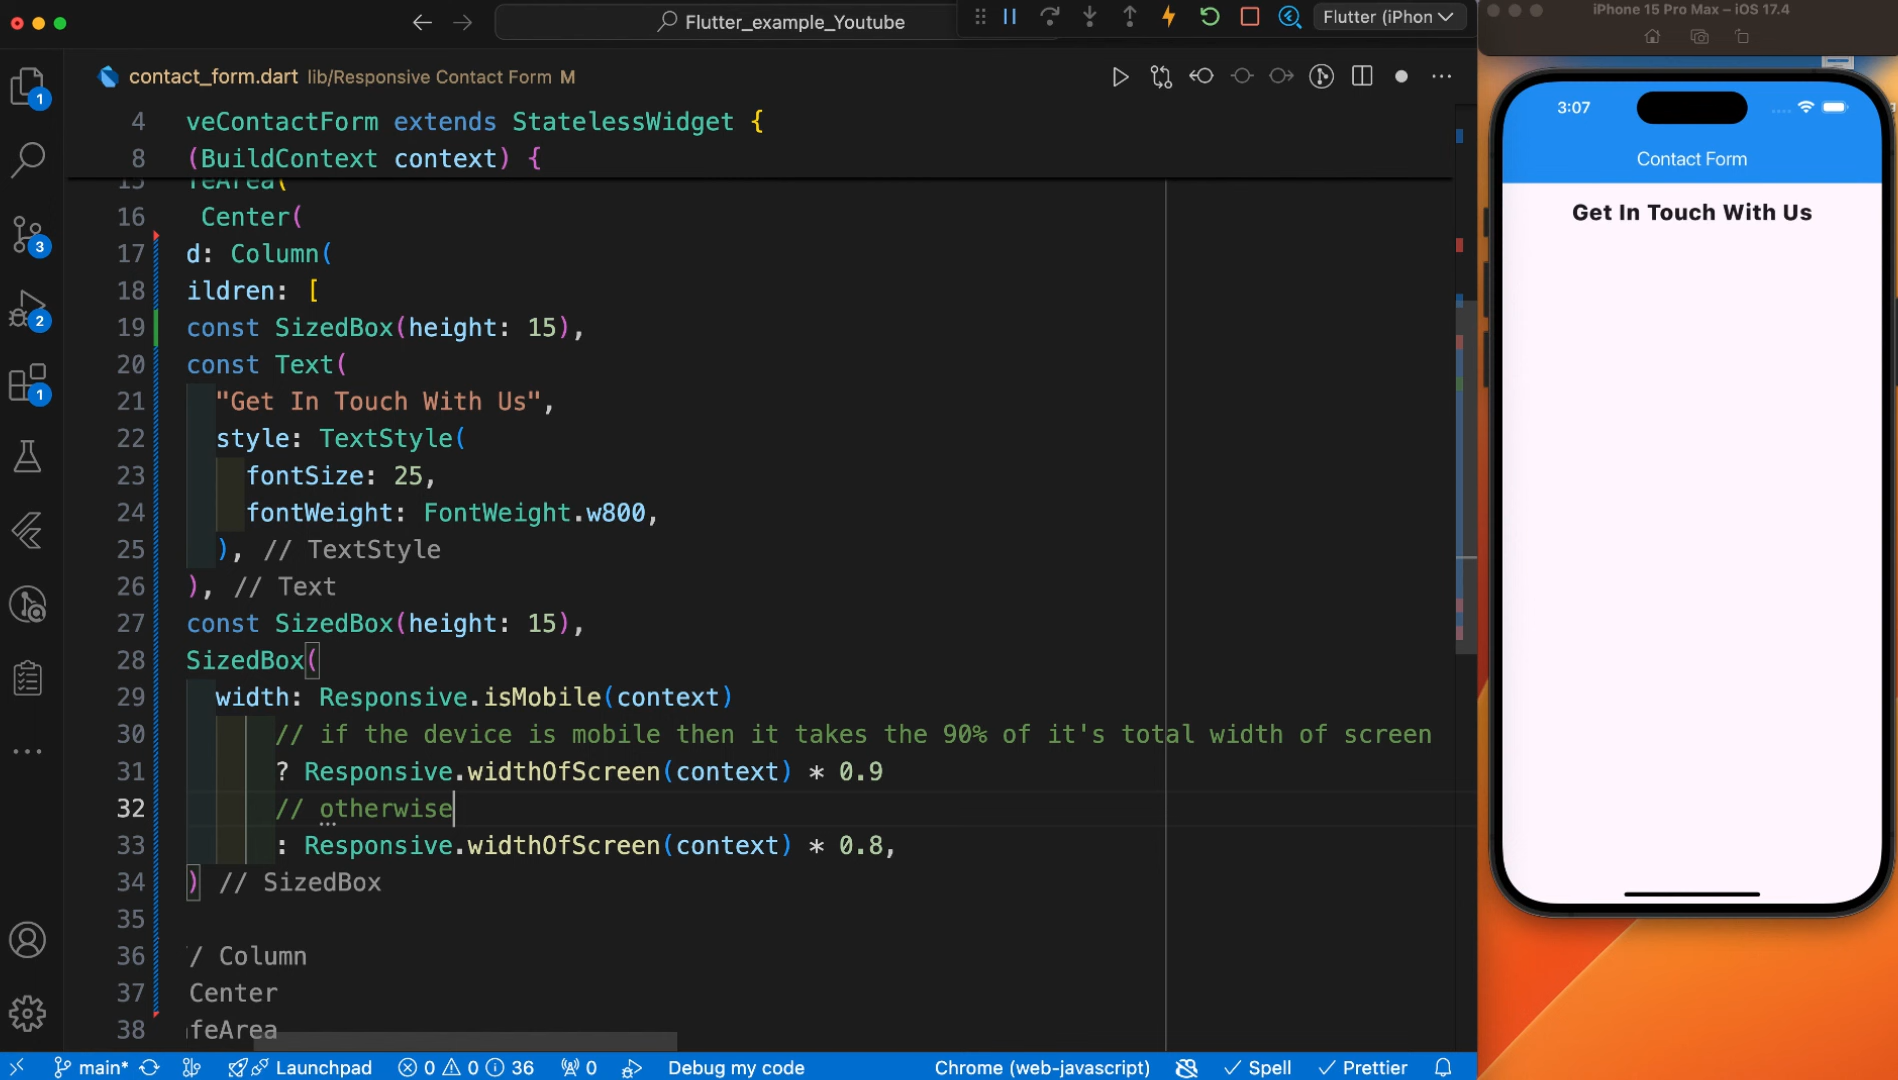 Flutter_example_Youtube
Flutter (iPhon
contact_form.dart lib/Responsive Contact Form M
4 veContactForm extends StatelessWidget {
8 (BuildContext context) {
15 feArea(
16 Center(
17 d: Column(
18 ildren: [
19 const SizedBox(height: 15),
20 const Text(
21 "Get In Touch With Us",
22 style: TextStyle(
23 fontSize: 25,
24 fontWeight: FontWeight.w800,
25 ), // TextStyle
26 ), // Text
27 const SizedBox(height: 15),
28 SizedBox(
29 width: Responsive.isMobile(context)
30 // if the device is mobile then it takes the 90% of it's total width of screen
31 ? Responsive.widthOfScreen(context) * 0.9
32 // otherwise
33 : Responsive.widthOfScreen(context) * 0.8,
34 ) // SizedBox
35
36 / Column
37 Center
38 feArea
1
3
2
1
main* Launchpad 0 0 36 0 Debug my code Chrome (web-javascript) Spell Prettier
iPhone 15 Pro Max – iOS 17.4
3:07
Contact Form
Get In Touch With Us